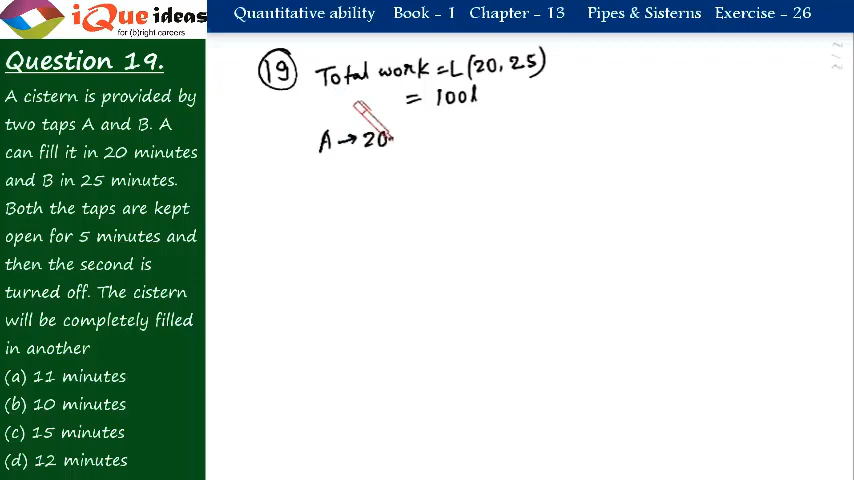 iQue ideas
for (b)right careers
Quantitative ability Book - 1 Chapter - 13 Pipes & Sisterns Exercise - 26
Question 19.
A cistern is provided by
two taps A and B. A
can fill it in 20 minutes
and B in 25 minutes.
Both the taps are kept
open for 5 minutes and
then the second is
turned off. The cistern
will be completely filled
in another
(a) 11 minutes
(b) 10 minutes
(c) 15 minutes
(d) 12 minutes
19 Total work = L(20, 25)
= 100l
A → 20
2/2